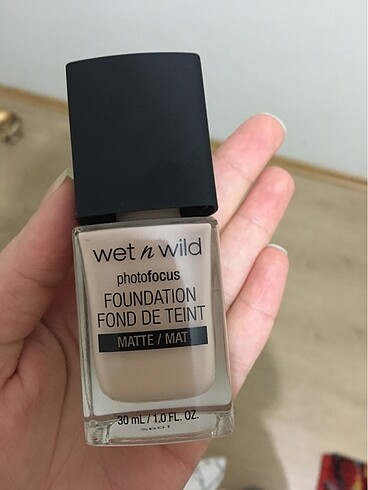 wet n wild
photofocus
FOUNDATION
FOND DE TEINT
MATTE / MAT
30 mL / 1.0 FL. OZ.